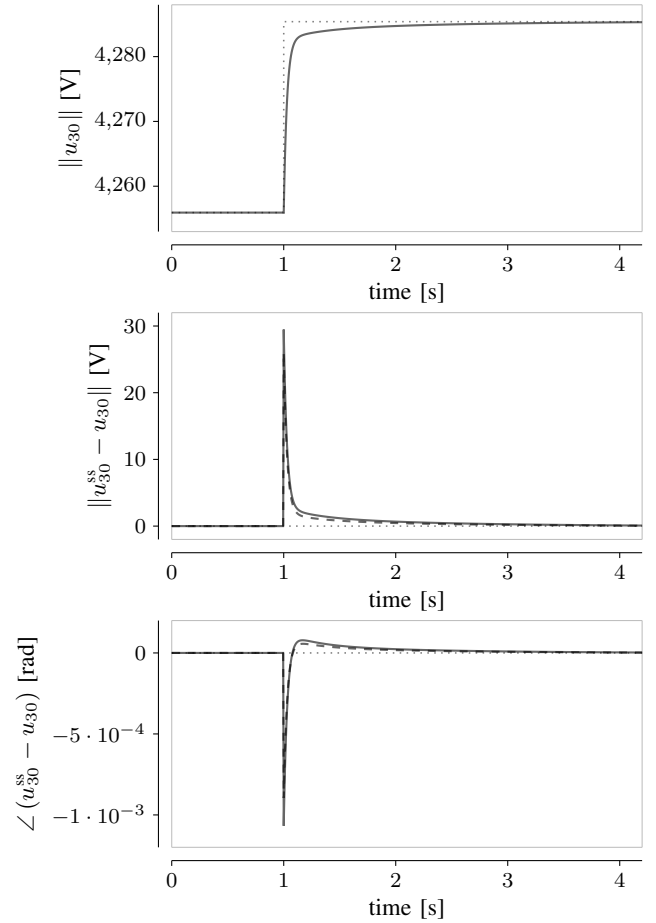 ‖u₃₀‖ [V]
4,280
4,270
4,260
0 1 2 3 4
time [s]
‖u₃₀ˢˢ − u₃₀‖ [V]
30
20
10
0
0 1 2 3 4
time [s]
∠ (u₃₀ˢˢ − u₃₀) [rad]
0
−5 · 10⁻⁴
−1 · 10⁻³
0 1 2 3 4
time [s]